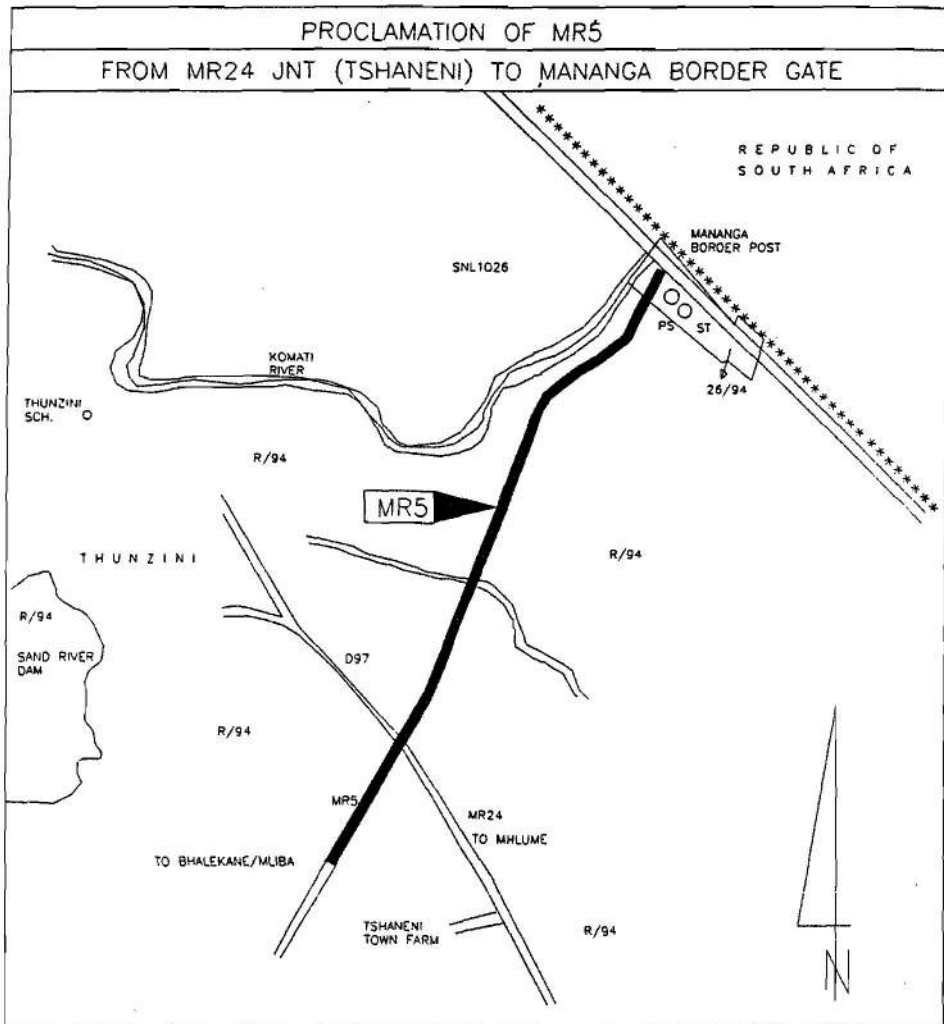 PROCLAMATION OF MR5
FROM MR24 JNT (TSHANENI) TO MANANGA BORDER GATE
REPUBLIC OF
SOUTH AFRICA
MANANGA
BORDER POST
SNL1026
PS ST
26/94
KOMATI
RIVER
THUNZINI
SCH.
R/94
MR5
THUNZINI
R/94
R/94
SAND RIVER
DAM
D97
R/94
MR5
MR24
TO MHLUME
TO BHALEKANE/MLIBA
TSHANENI
TOWN FARM
R/94
N